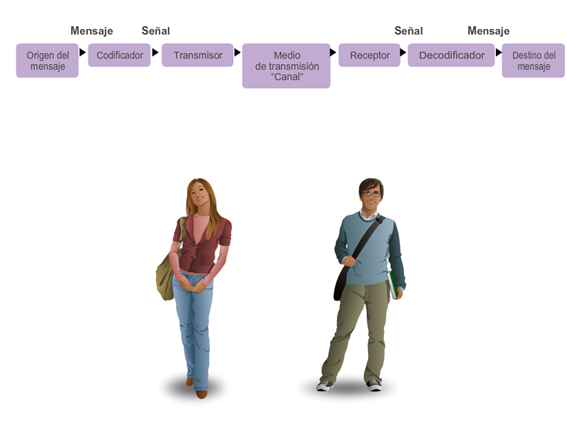 Mensaje Señal Señal Mensaje
Origen del
mensaje
Codificador
Transmisor
Medio
de transmisión
“Canal”
Receptor
Decodificador
Destino del
mensaje